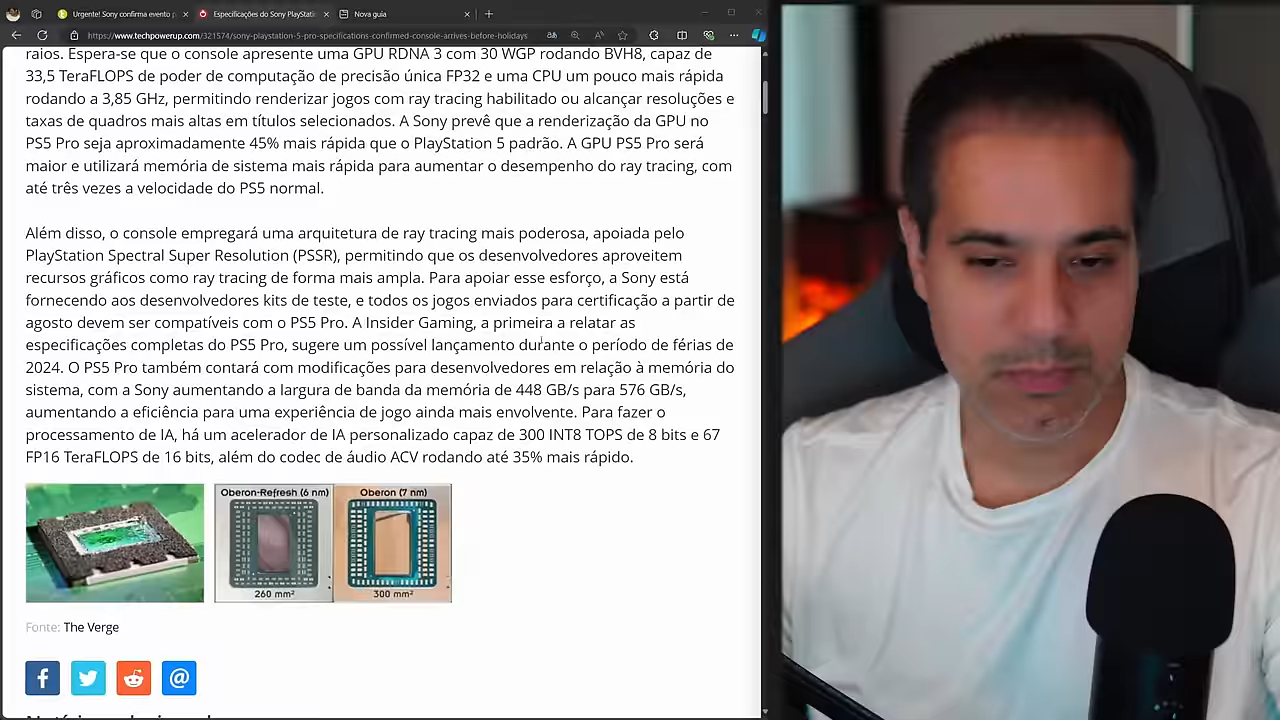 Urgente! Sony confirma evento p
Especificações do Sony PlayStati
Nova guia
https://www.techpowerup.com/321574/sony-playstation-5-pro-specifications-confirmed-console-arrives-before-holidays
raios. Espera-se que o console apresente uma GPU RDNA 3 com 30 WGP rodando BVH8, capaz de
33,5 TeraFLOPS de poder de computação de precisão única FP32 e uma CPU um pouco mais rápida
rodando a 3,85 GHz, permitindo renderizar jogos com ray tracing habilitado ou alcançar resoluções e
taxas de quadros mais altas em títulos selecionados. A Sony prevê que a renderização da GPU no
PS5 Pro seja aproximadamente 45% mais rápida que o PlayStation 5 padrão. A GPU PS5 Pro será
maior e utilizará memória de sistema mais rápida para aumentar o desempenho do ray tracing, com
até três vezes a velocidade do PS5 normal.
Além disso, o console empregará uma arquitetura de ray tracing mais poderosa, apoiada pelo
PlayStation Spectral Super Resolution (PSSR), permitindo que os desenvolvedores aproveitem
recursos gráficos como ray tracing de forma mais ampla. Para apoiar esse esforço, a Sony está
fornecendo aos desenvolvedores kits de teste, e todos os jogos enviados para certificação a partir de
agosto devem ser compatíveis com o PS5 Pro. A Insider Gaming, a primeira a relatar as
especificações completas do PS5 Pro, sugere um possível lançamento durante o período de férias de
2024. O PS5 Pro também contará com modificações para desenvolvedores em relação à memória do
sistema, com a Sony aumentando a largura de banda da memória de 448 GB/s para 576 GB/s,
aumentando a eficiência para uma experiência de jogo ainda mais envolvente. Para fazer o
processamento de IA, há um acelerador de IA personalizado capaz de 300 INT8 TOPS de 8 bits e 67
FP16 TeraFLOPS de 16 bits, além do codec de áudio ACV rodando até 35% mais rápido.
Oberon-Refresh (6 nm) Oberon (7 nm)
260 mm² 300 mm²
Fonte: The Verge